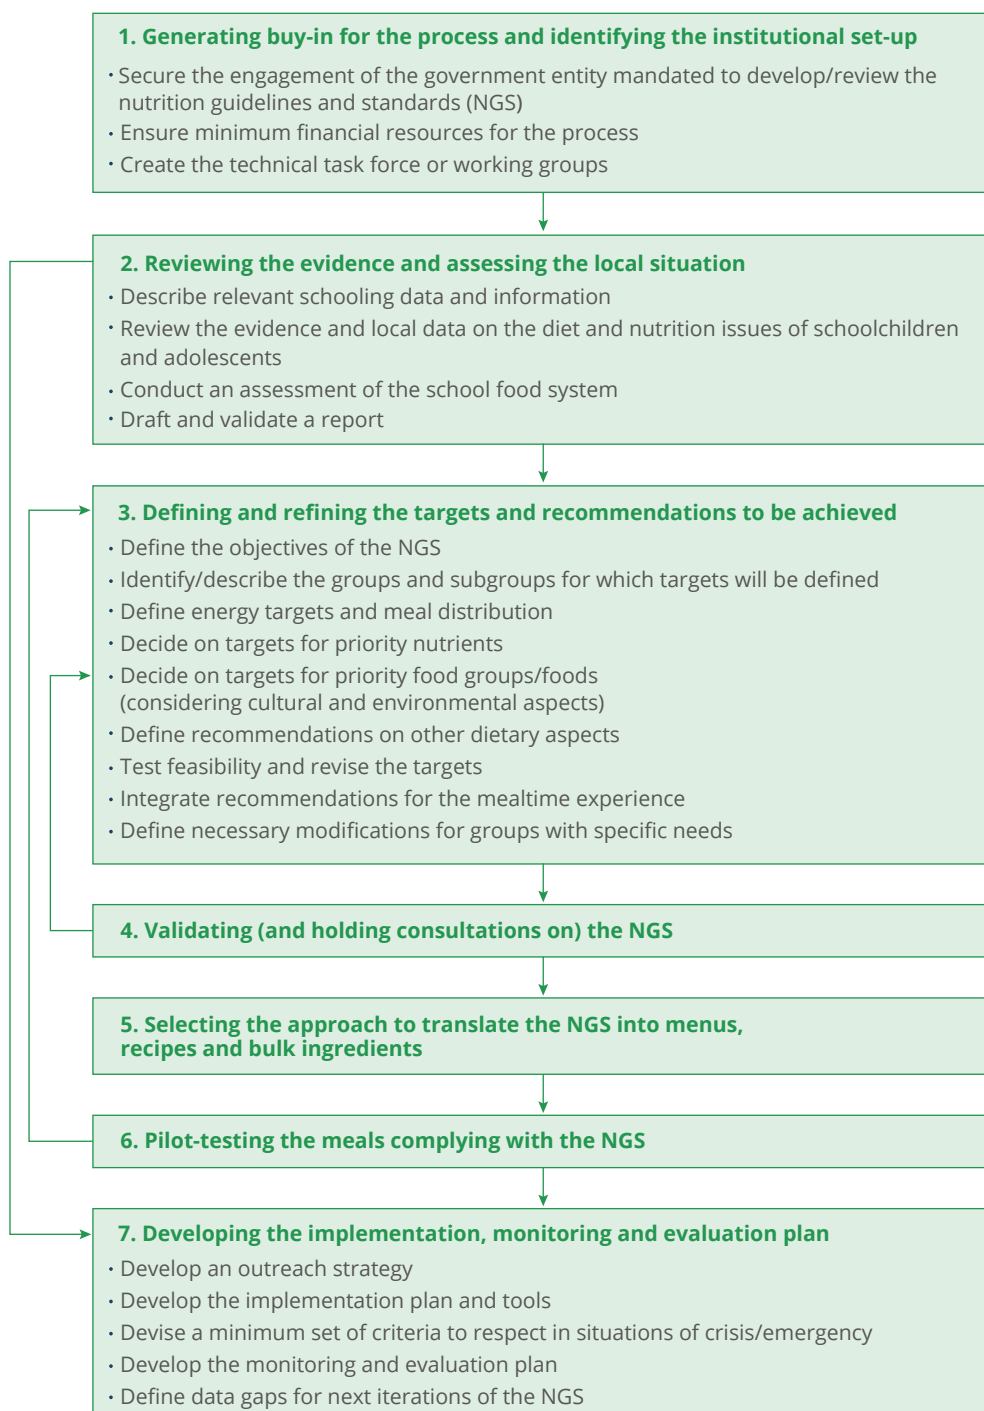 1. Generating buy-in for the process and identifying the institutional set-up
· Secure the engagement of the government entity mandated to develop/review the
nutrition guidelines and standards (NGS)
· Ensure minimum financial resources for the process
· Create the technical task force or working groups
2. Reviewing the evidence and assessing the local situation
· Describe relevant schooling data and information
· Review the evidence and local data on the diet and nutrition issues of schoolchildren
and adolescents
· Conduct an assessment of the school food system
· Draft and validate a report
3. Defining and refining the targets and recommendations to be achieved
· Define the objectives of the NGS
· Identify/describe the groups and subgroups for which targets will be defined
· Define energy targets and meal distribution
· Decide on targets for priority nutrients
· Decide on targets for priority food groups/foods
(considering cultural and environmental aspects)
· Define recommendations on other dietary aspects
· Test feasibility and revise the targets
· Integrate recommendations for the mealtime experience
· Define necessary modifications for groups with specific needs
4. Validating (and holding consultations on) the NGS
5. Selecting the approach to translate the NGS into menus,
recipes and bulk ingredients
6. Pilot-testing the meals complying with the NGS
7. Developing the implementation, monitoring and evaluation plan
· Develop an outreach strategy
· Develop the implementation plan and tools
· Devise a minimum set of criteria to respect in situations of crisis/emergency
· Develop the monitoring and evaluation plan
· Define data gaps for next iterations of the NGS